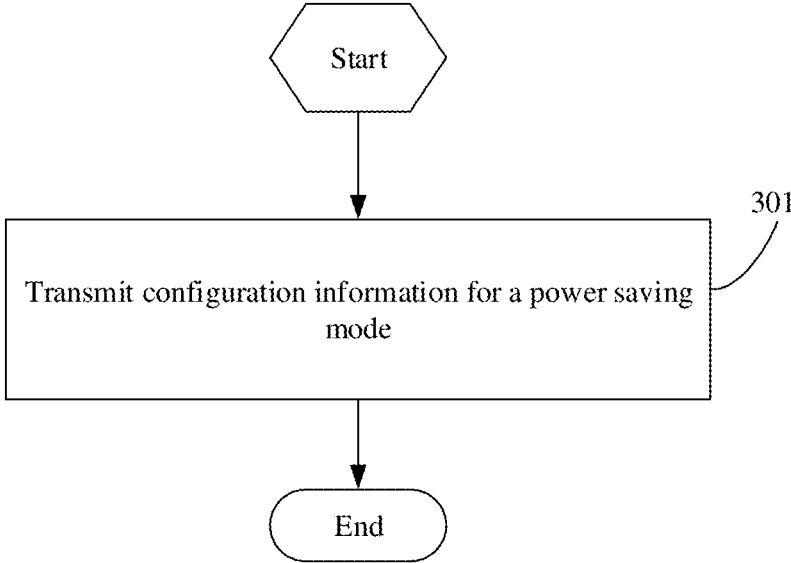 Start
301
Transmit configuration information for a power saving
mode
End